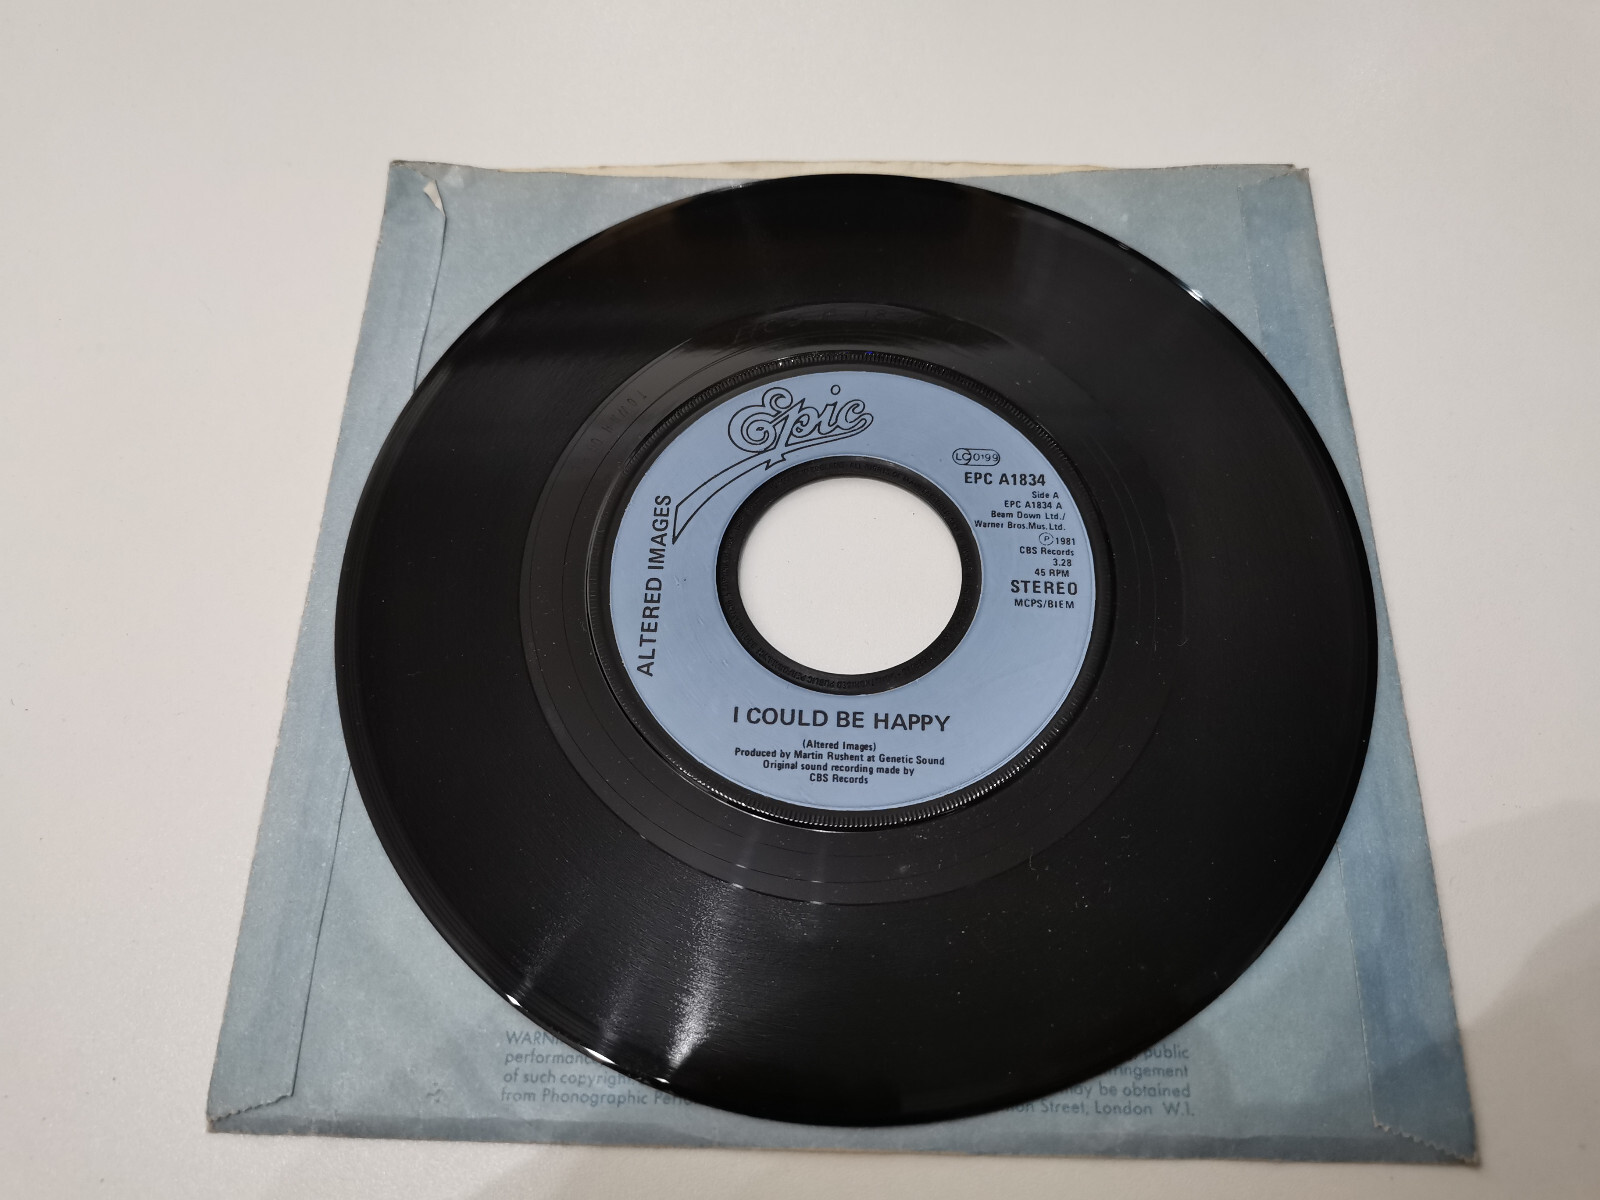 Epic
LC 0199
EPC A1834
Side A
EPC A1834 A
Beam Down Ltd./
Warner Bros.Mus.Ltd.
Ⓟ 1981
CBS Records
3.28
45 RPM
STEREO
MCPS/BIEM
ALTERED IMAGES
I COULD BE HAPPY
(Altered Images)
Produced by Martin Rushent at Genetic Sound
Original sound recording made by
CBS Records
public
performanc
of such copyright
may be obtained
from Phonographic
Street, London W.1.